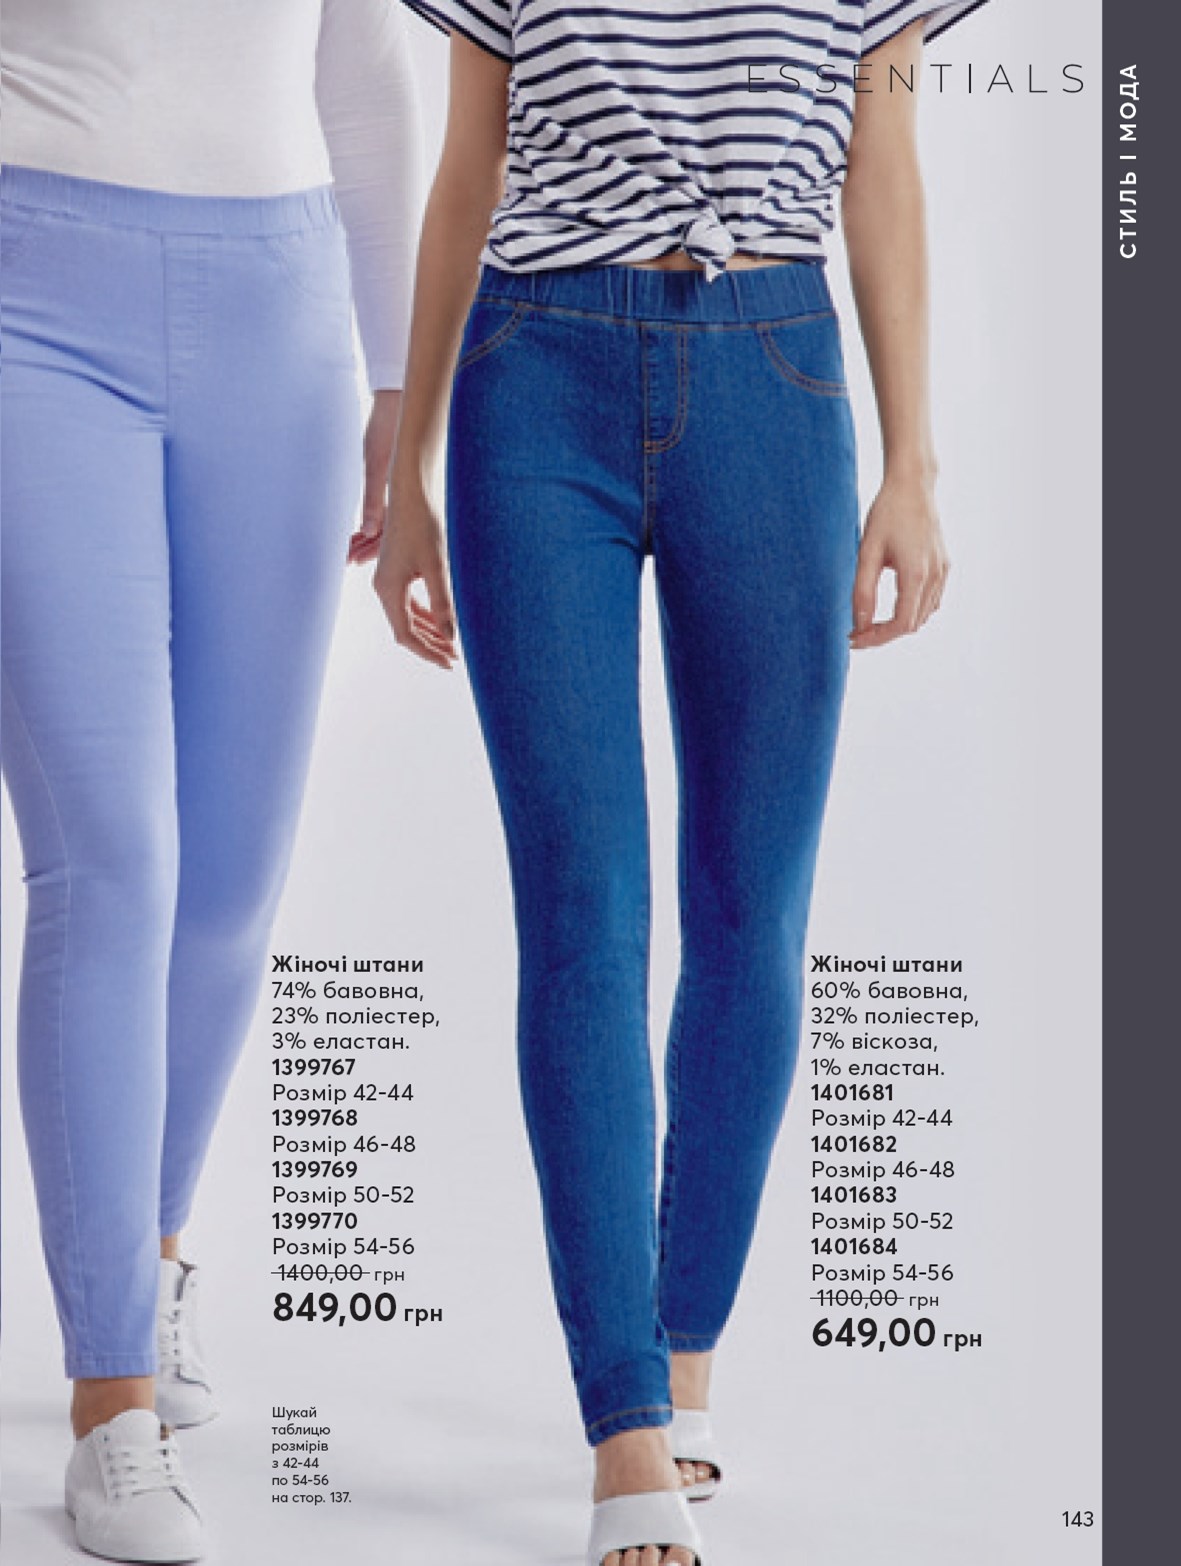 ESSENTIALS
СТИЛЬ І МОДА
Жіночі штани
74% бавовна,
23% поліестер,
3% еластан.
1399767
Розмір 42-44
1399768
Розмір 46-48
1399769
Розмір 50-52
1399770
Розмір 54-56
1400,00 грн
849,00 грн
Жіночі штани
60% бавовна,
32% поліестер,
7% віскоза,
1% еластан.
1401681
Розмір 42-44
1401682
Розмір 46-48
1401683
Розмір 50-52
1401684
Розмір 54-56
1100,00 грн
649,00 грн
Шукай
таблицю
розмірів
з 42-44
по 54-56
на стор. 137.
143